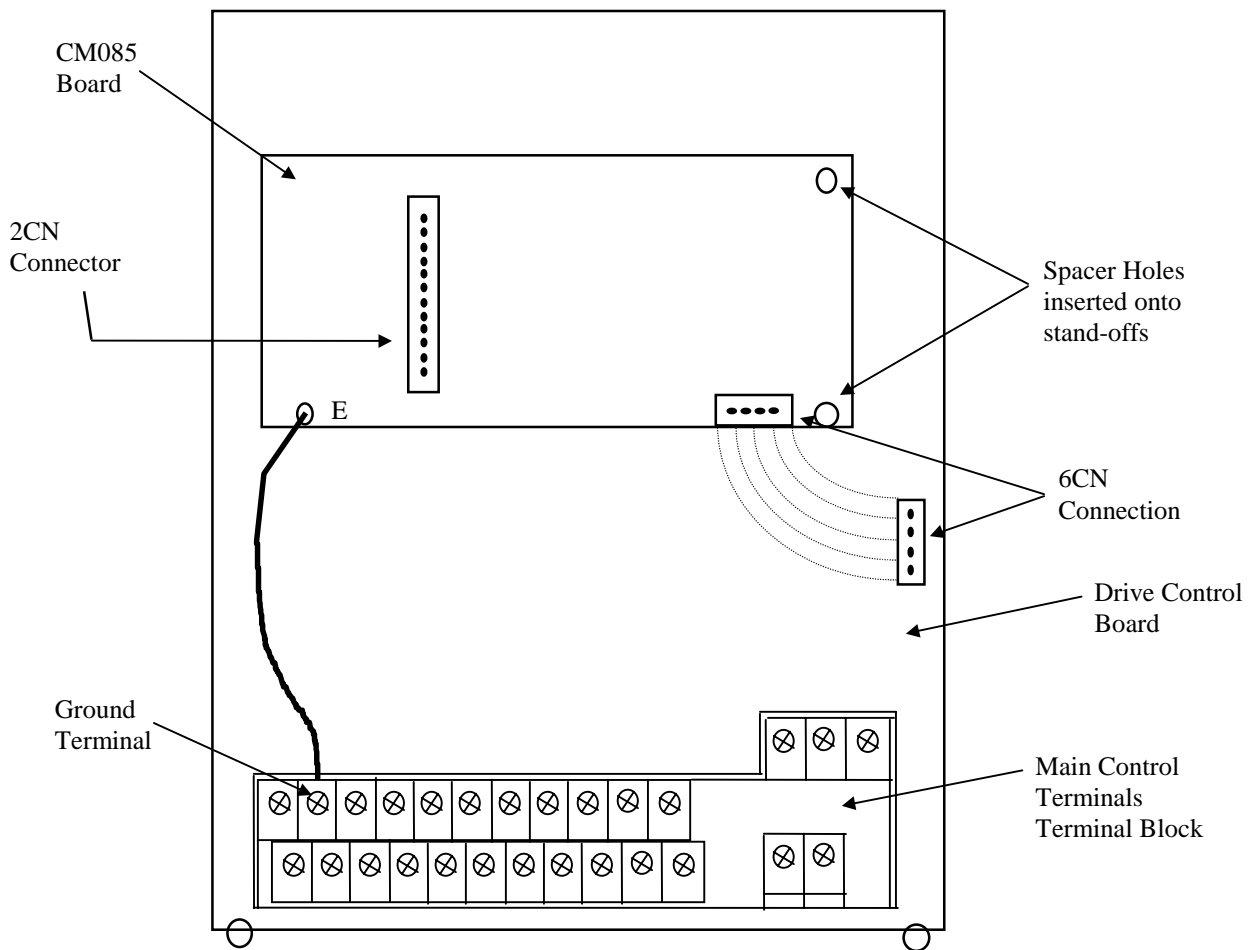 CM085
Board
2CN
Connector
Spacer Holes
inserted onto
stand-offs
E
6CN
Connection
Drive Control
Board
Ground
Terminal
Main Control
Terminals
Terminal Block